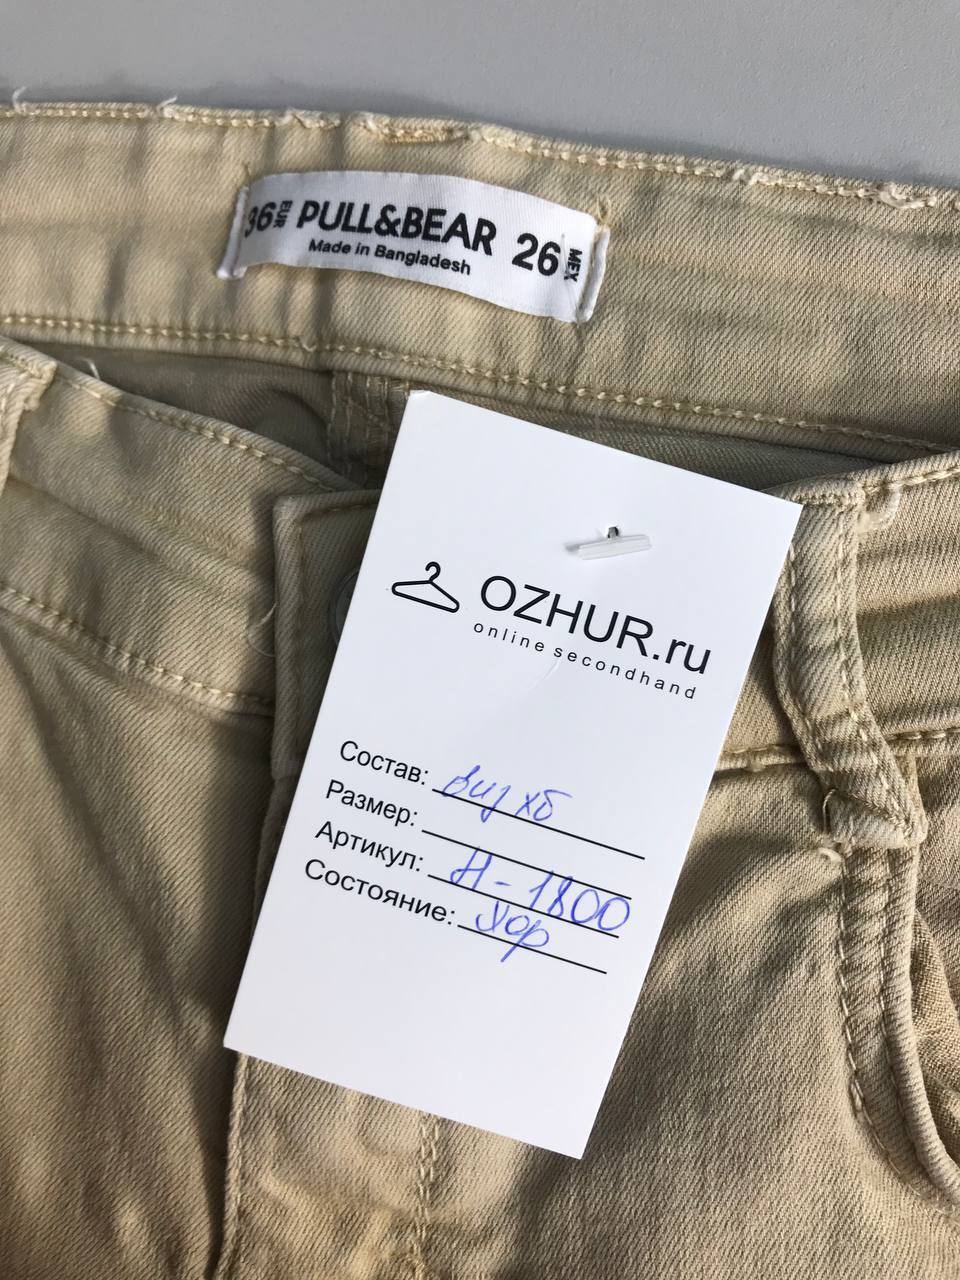 36 EUR PULL&BEAR 26 MEX
Made in Bangladesh
OZHUR.ru
online secondhand
Состав: виз хб
Размер:
Артикул: Н-1800
Состояние: Хор